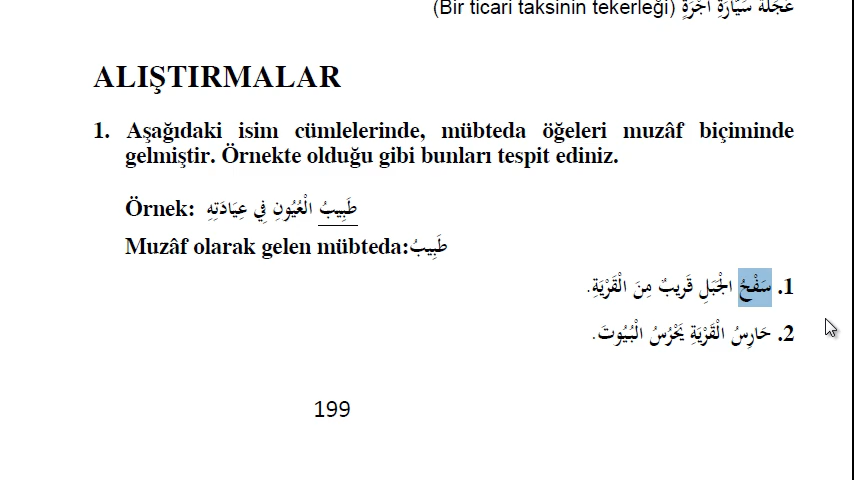 (Bir ticari taksinin tekerleği) عَجَلَةُ سَيَّارَةِ أُجْرَةٍ
ALIŞTIRMALAR
1. Aşağıdaki isim cümlelerinde, mübteda öğeleri muzâf biçiminde
gelmiştir. Örnekte olduğu gibi bunları tespit ediniz.
Örnek: طَبِيبُ الْعُيُونِ فِي عِيَادَتِهِ
Muzâf olarak gelen mübteda:طَبِيبُ
1. سَفْحُ الْجَبَلِ قَرِيبٌ مِنَ الْقَرْيَةِ.
2. حَارِسُ الْقَرْيَةِ يَحْرُسُ الْبُيُوتَ.
199